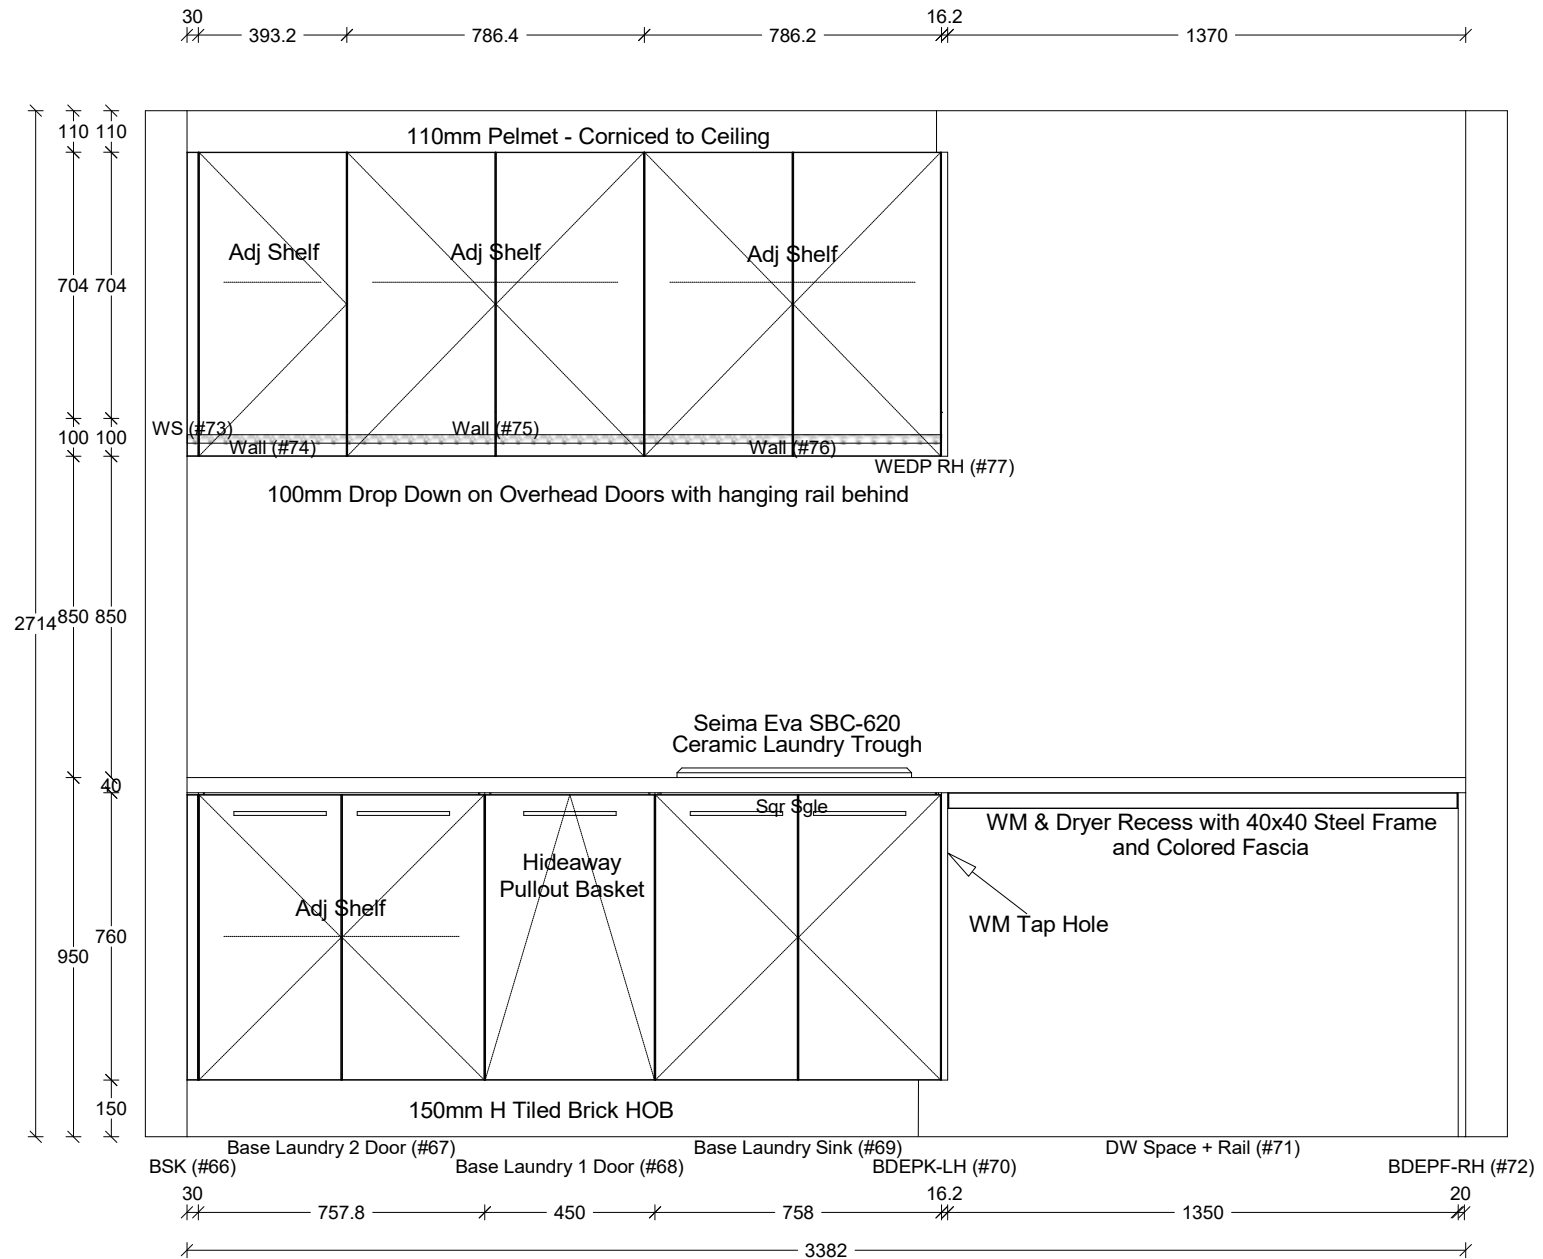 30
16.2
393.2
786.4
786.2
1370
110 110
110mm Pelmet - Corniced to Ceiling
Adj Shelf
Adj Shelf
Adj Shelf
704 704
WS (#73)
Wall (#75)
100 100
Wall (#74)
Wall (#76)
WEDP RH (#77)
100mm Drop Down on Overhead Doors with hanging rail behind
2714
850 850
Seima Eva SBC-620
Ceramic Laundry Trough
40
Sqr Sgle
WM & Dryer Recess with 40x40 Steel Frame
and Colored Fascia
Hideaway
Pullout Basket
Adj Shelf
WM Tap Hole
760
950
150
150mm H Tiled Brick HOB
Base Laundry 2 Door (#67)
Base Laundry Sink (#69)
DW Space + Rail (#71)
BSK (#66)
Base Laundry 1 Door (#68)
BDEPK-LH (#70)
BDEPF-RH (#72)
30
16.2
20
757.8
450
758
1350
3382